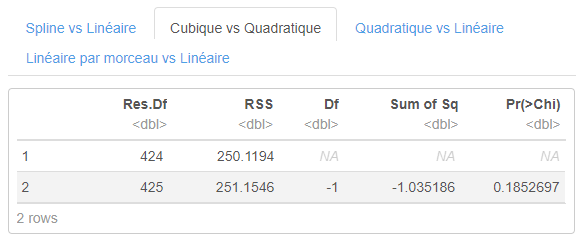 Spline vs Linéaire Cubique vs Quadratique Quadratique vs Linéaire
Linéaire par morceau vs Linéaire
Res.Df RSS Df Sum of Sq Pr(>Chi)
<dbl> <dbl> <dbl> <dbl> <dbl>
1 424 250.1194 NA NA NA
2 425 251.1546 -1 -1.035186 0.1852697
2 rows